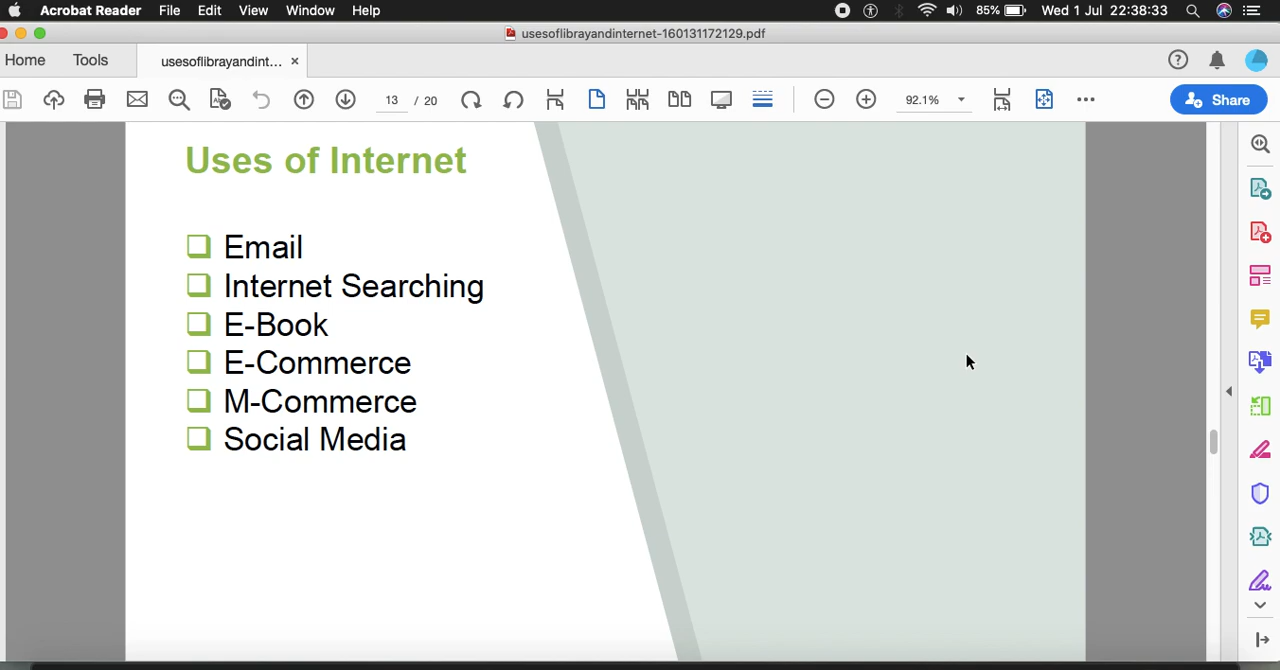 Acrobat Reader File Edit View Window Help 85% Wed 1 Jul 22:38:33
usesoflibrayandinternet-160131172129.pdf
Home Tools usesoflibrayandint... ×
13 / 20 92.1% Share
Uses of Internet
Email
Internet Searching
E-Book
E-Commerce
M-Commerce
Social Media